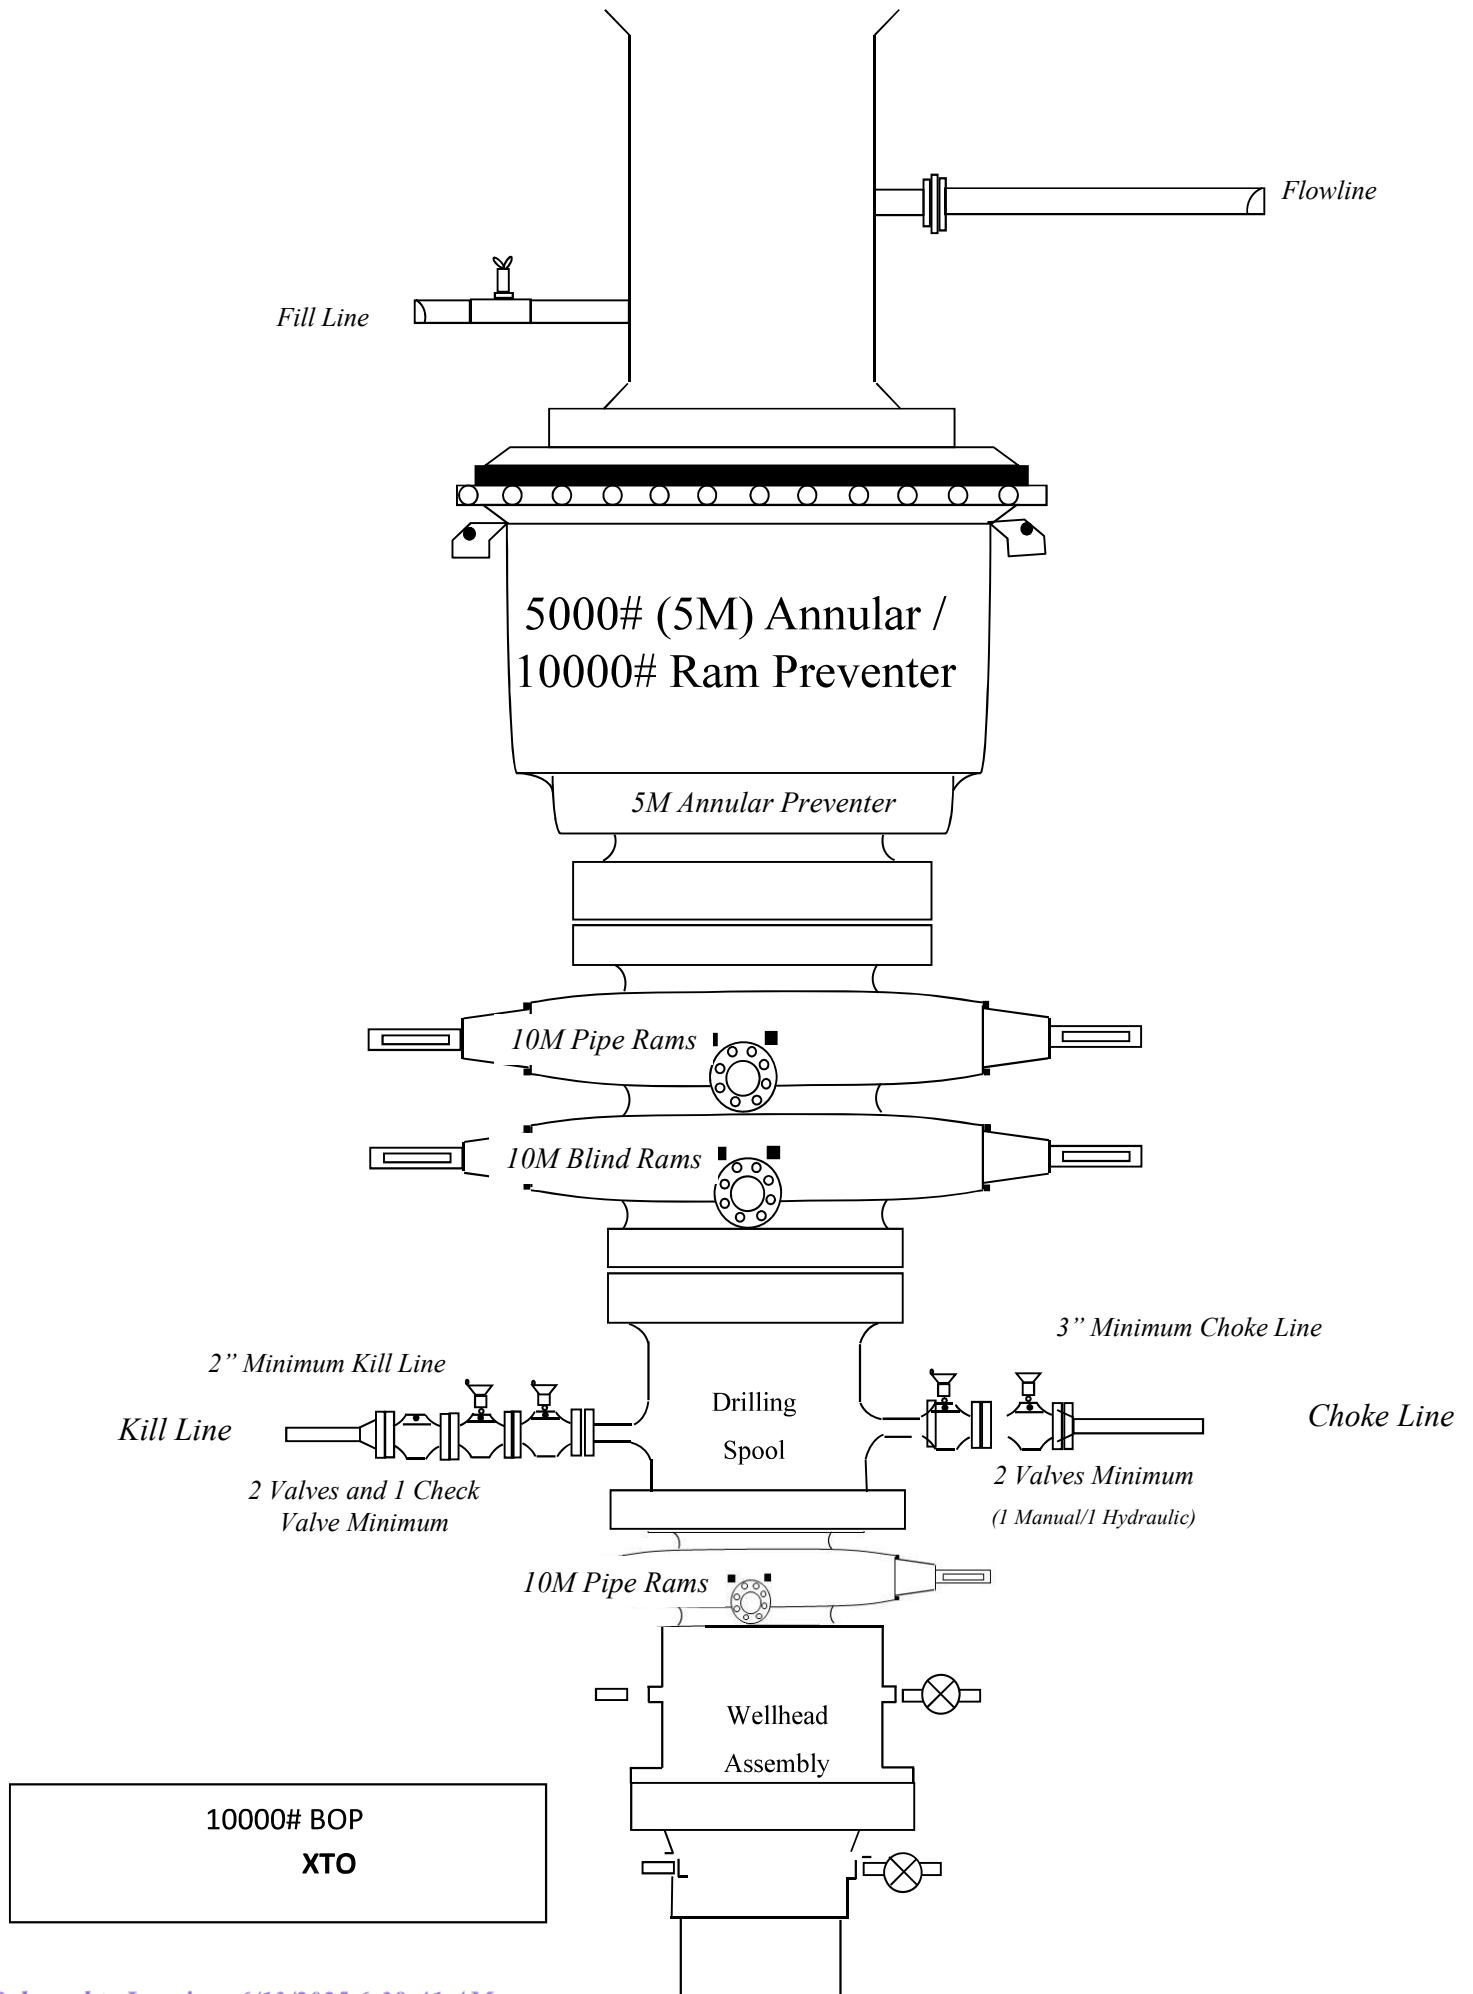 Flowline
Fill Line
5000# (5M) Annular /
10000# Ram Preventer
5M Annular Preventer
10M Pipe Rams
10M Blind Rams
3” Minimum Choke Line
2” Minimum Kill Line
Drilling
Spool
Kill Line
Choke Line
2 Valves and 1 Check
Valve Minimum
2 Valves Minimum
(1 Manual/1 Hydraulic)
10M Pipe Rams
Wellhead
Assembly
10000# BOP
XTO